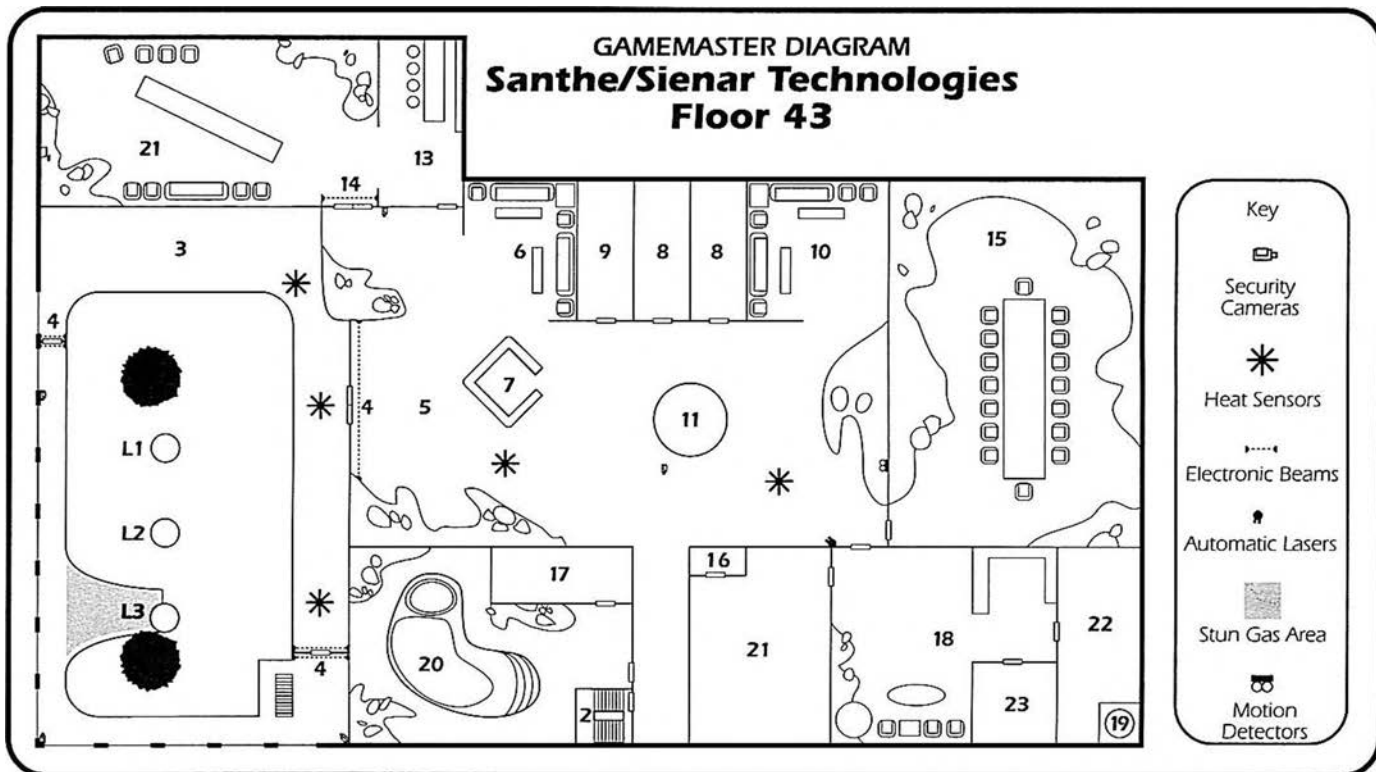 GAMEMASTER DIAGRAM
Santhe/Sienar Technologies
Floor 43
21
13
14
3
6
9
8
8
10
15
4
7
4
5
11
L1
L2
L3
4
16
17
20
2
21
18
22
23
19
Key
Security
Cameras
Heat Sensors
Electronic Beams
Automatic Lasers
Stun Gas Area
Motion
Detectors